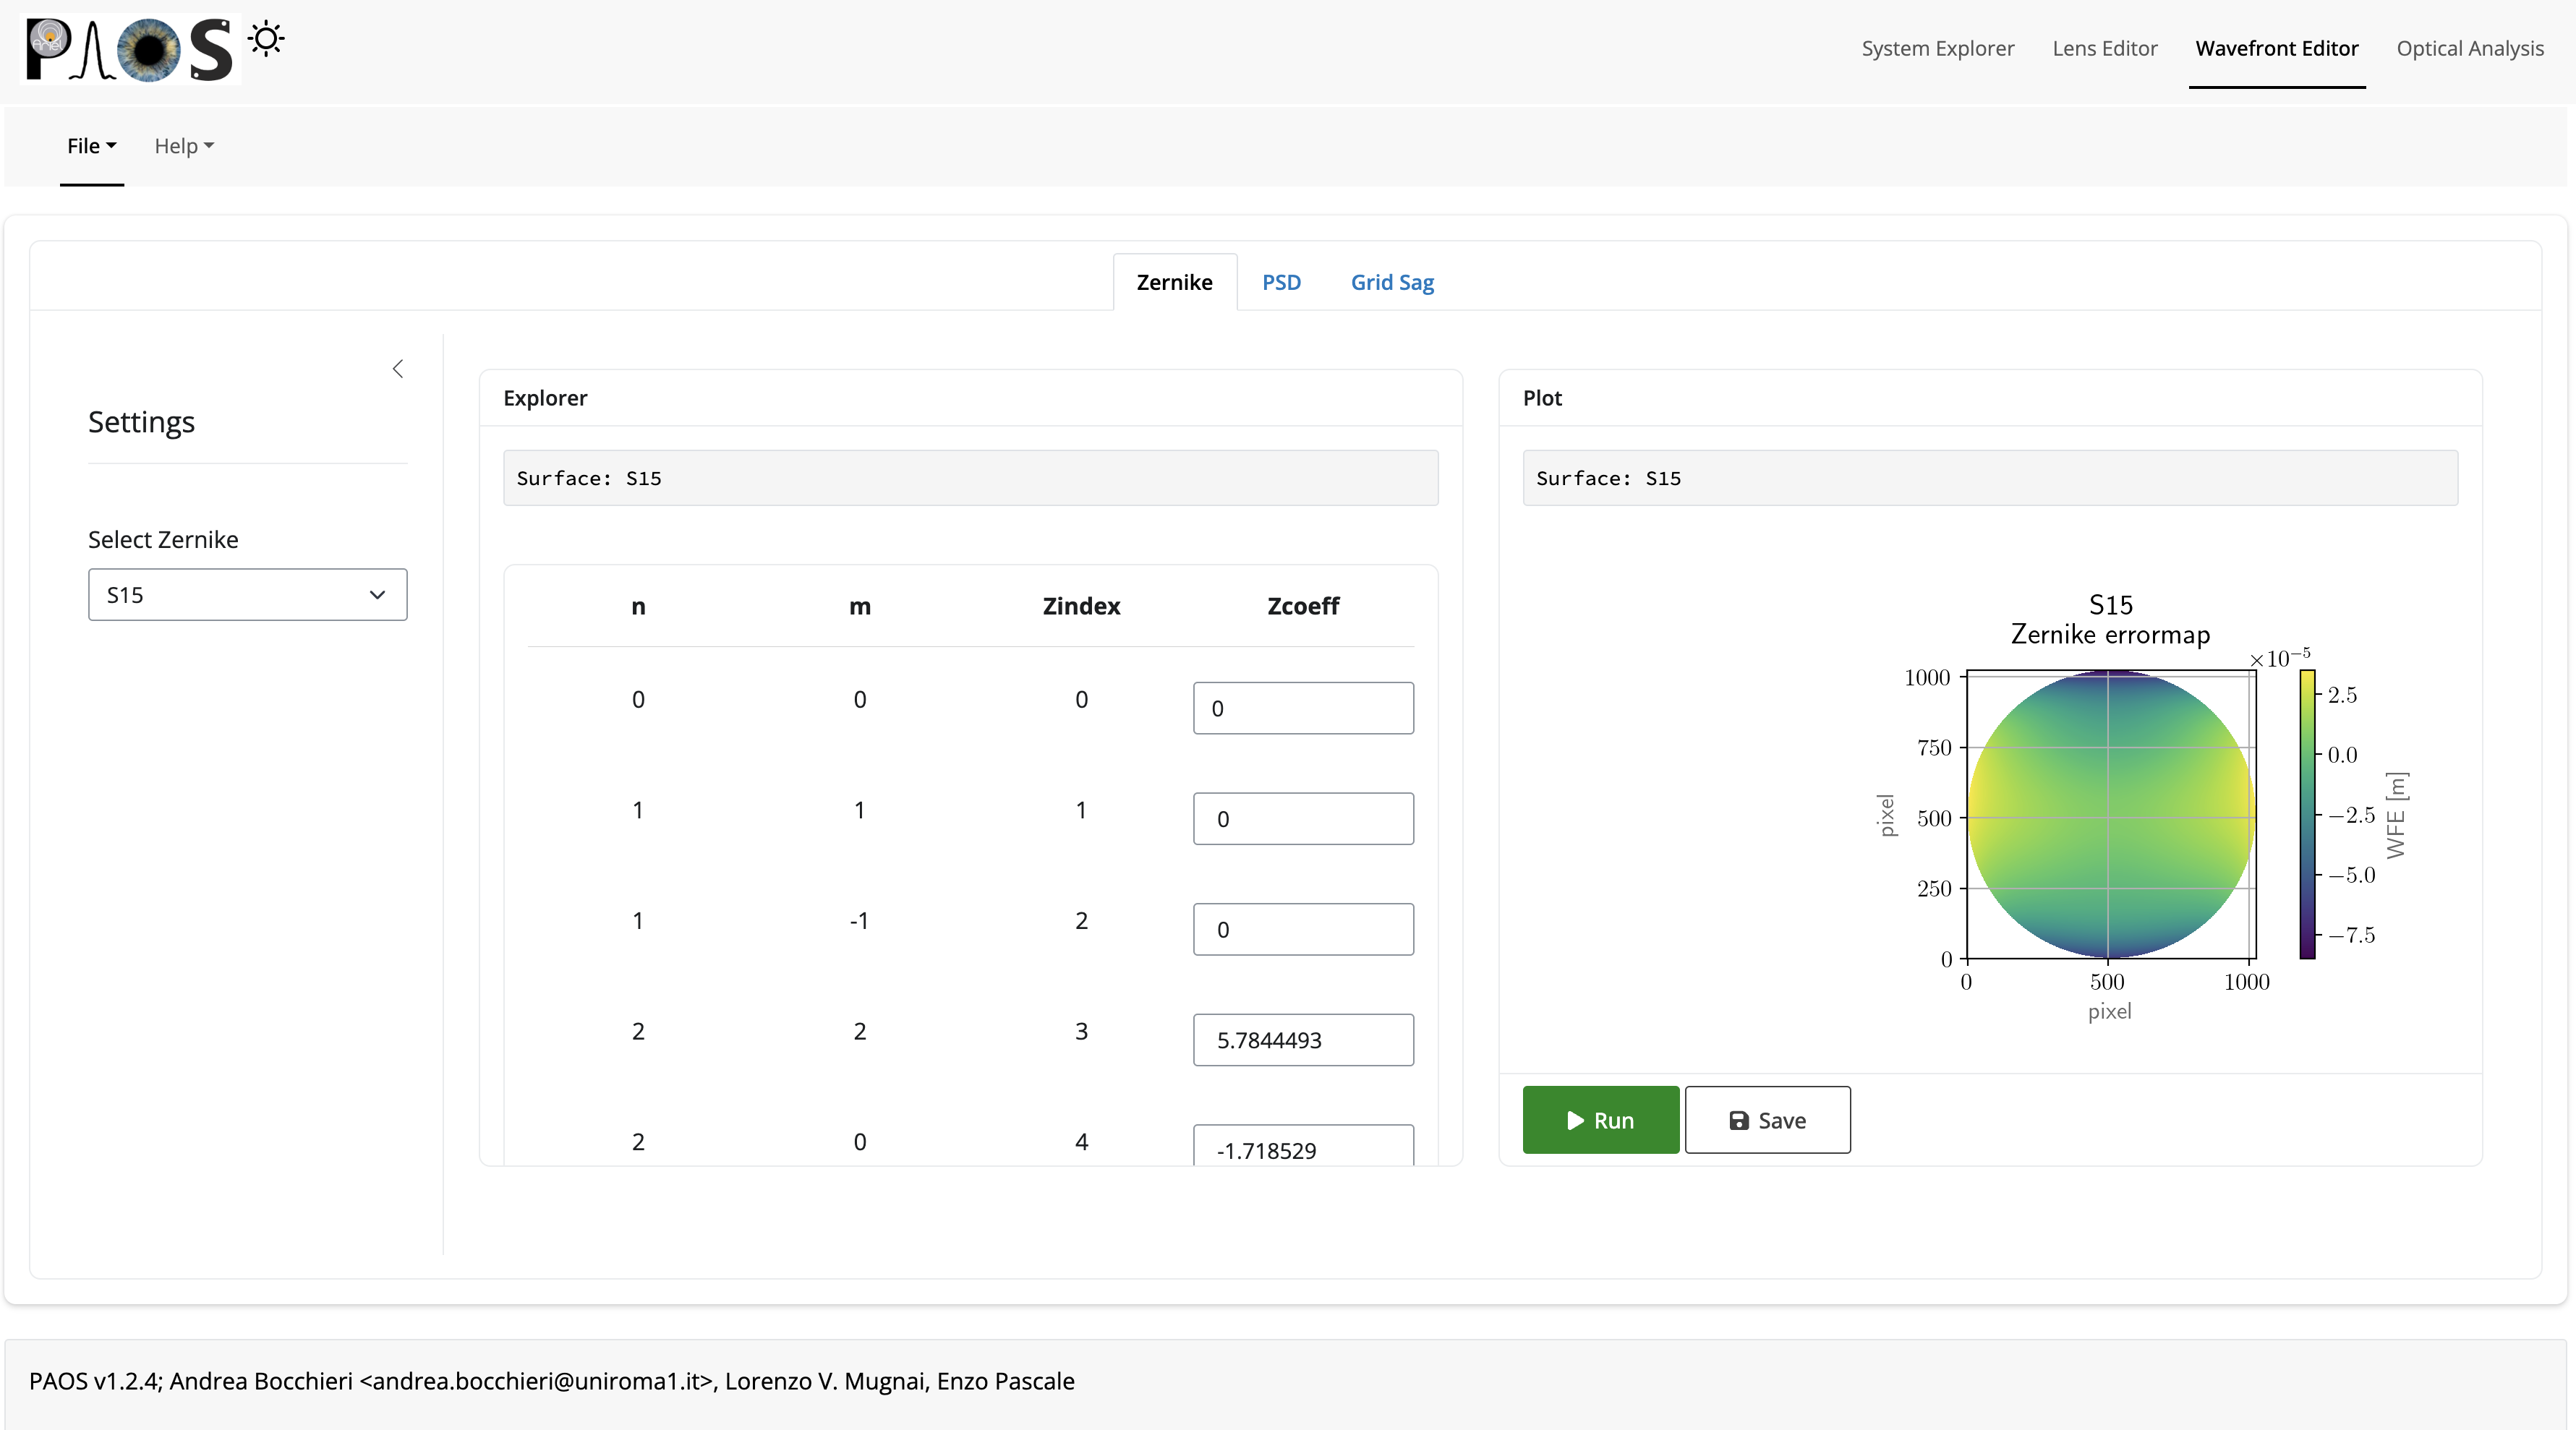 PAOS
System Explorer Lens Editor Wavefront Editor Optical Analysis
File Help
Zernike PSD Grid Sag
Settings
Select Zernike
S15
Explorer
Surface: S15
n m Zindex Zcoeff
0 0 0 0
1 1 1 0
1 -1 2 0
2 2 3 5.7844493
2 0 4 -1.718529
Plot
Surface: S15
S15
Zernike errormap
×10⁻⁵
1000
750
500
250
0
0 500 1000
pixel
pixel
2.5
0.0
−2.5
−5.0
−7.5
WFE [m]
Run Save
PAOS v1.2.4; Andrea Bocchieri <andrea.bocchieri@uniroma1.it>, Lorenzo V. Mugnai, Enzo Pascale